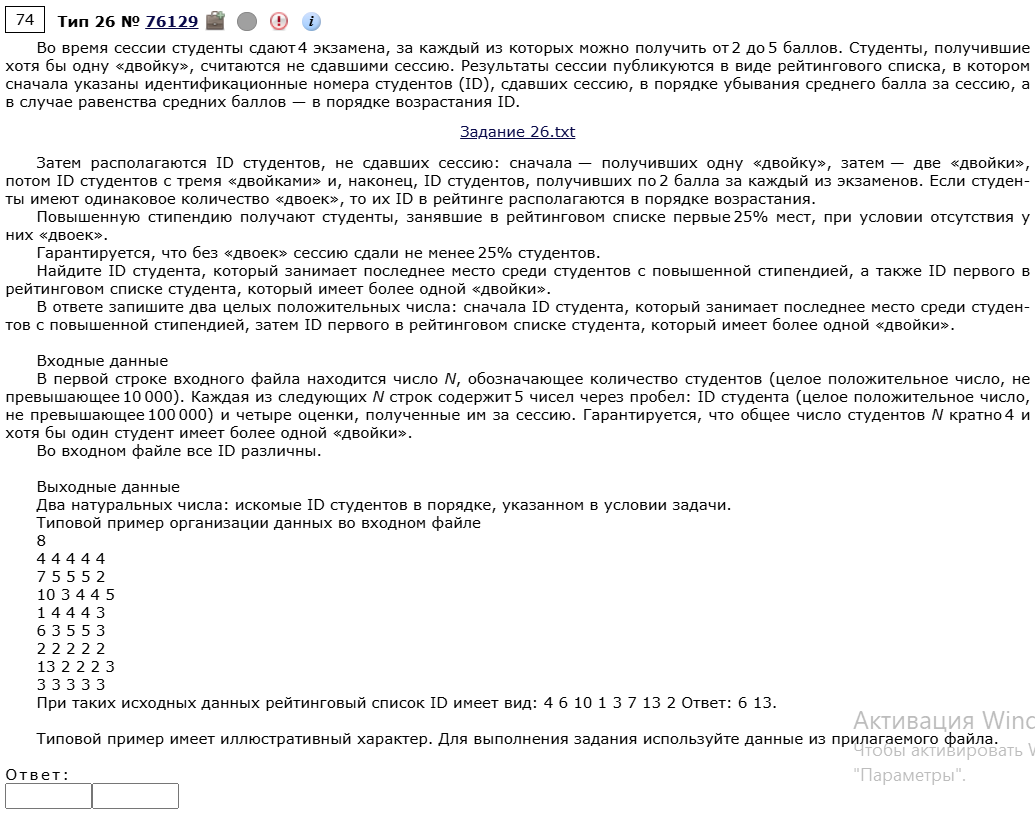 74 Тип 26 № 76129
Во время сессии студенты сдают 4 экзамена, за каждый из которых можно получить от 2 до 5 баллов. Студенты, получившие
хотя бы одну «двойку», считаются не сдавшими сессию. Результаты сессии публикуются в виде рейтингового списка, в котором
сначала указаны идентификационные номера студентов (ID), сдавших сессию, в порядке убывания среднего балла за сессию, а
в случае равенства средних баллов — в порядке возрастания ID.
Задание 26.txt
Затем располагаются ID студентов, не сдавших сессию: сначала — получивших одну «двойку», затем — две «двойки»,
потом ID студентов с тремя «двойками» и, наконец, ID студентов, получивших по 2 балла за каждый из экзаменов. Если студен-
ты имеют одинаковое количество «двоек», то их ID в рейтинге располагаются в порядке возрастания.
Повышенную стипендию получают студенты, занявшие в рейтинговом списке первые 25% мест, при условии отсутствия у
них «двоек».
Гарантируется, что без «двоек» сессию сдали не менее 25% студентов.
Найдите ID студента, который занимает последнее место среди студентов с повышенной стипендией, а также ID первого в
рейтинговом списке студента, который имеет более одной «двойки».
В ответе запишите два целых положительных числа: сначала ID студента, который занимает последнее место среди студен-
тов с повышенной стипендией, затем ID первого в рейтинговом списке студента, который имеет более одной «двойки».
Входные данные
В первой строке входного файла находится число N, обозначающее количество студентов (целое положительное число, не
превышающее 10 000). Каждая из следующих N строк содержит 5 чисел через пробел: ID студента (целое положительное число,
не превышающее 100 000) и четыре оценки, полученные им за сессию. Гарантируется, что общее число студентов N кратно 4 и
хотя бы один студент имеет более одной «двойки».
Во входном файле все ID различны.
Выходные данные
Два натуральных числа: искомые ID студентов в порядке, указанном в условии задачи.
Типовой пример организации данных во входном файле
8
4 4 4 4 4
7 5 5 5 2
10 3 4 4 5
1 4 4 4 3
6 3 5 5 3
2 2 2 2 2
13 2 2 2 3
3 3 3 3 3
При таких исходных данных рейтинговый список ID имеет вид: 4 6 10 1 3 7 13 2 Ответ: 6 13.
Типовой пример имеет иллюстративный характер. Для выполнения задания используйте данные из прилагаемого файла.
Активация Winc
Чтобы активировать
"Параметры".
Ответ: